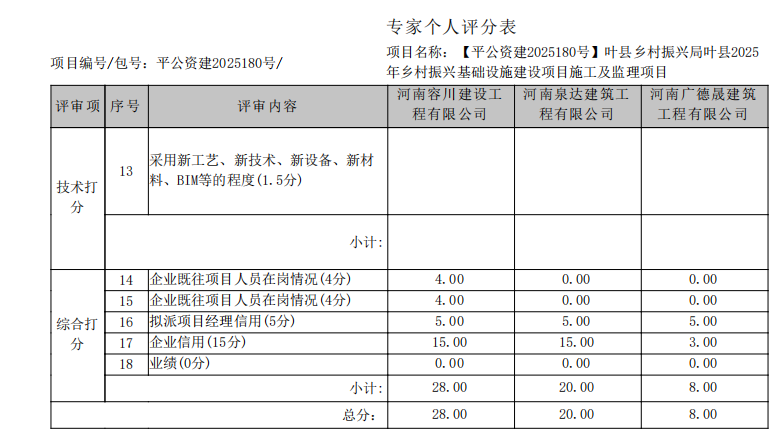 专家个人评分表
项目编号/包号：平公资建2025180号/
项目名称：【平公资建2025180号】叶县乡村振兴局叶县2025
年乡村振兴基础设施建设项目施工及监理项目
评审项 序号 评审内容 河南容川建设工程有限公司 河南泉达建筑工程有限公司 河南广德晟建筑工程有限公司
技术打分
13 采用新工艺、新技术、新设备、新材
料、BIM等的程度(1.5分)
小计:
综合打分
14 企业既往项目人员在岗情况(4分) 4.00 0.00 0.00
15 企业既往项目人员在岗情况(4分) 4.00 0.00 0.00
16 拟派项目经理信用(5分) 5.00 5.00 5.00
17 企业信用(15分) 15.00 15.00 3.00
18 业绩(0分) 0.00 0.00 0.00
小计: 28.00 20.00 8.00
总分: 28.00 20.00 8.00